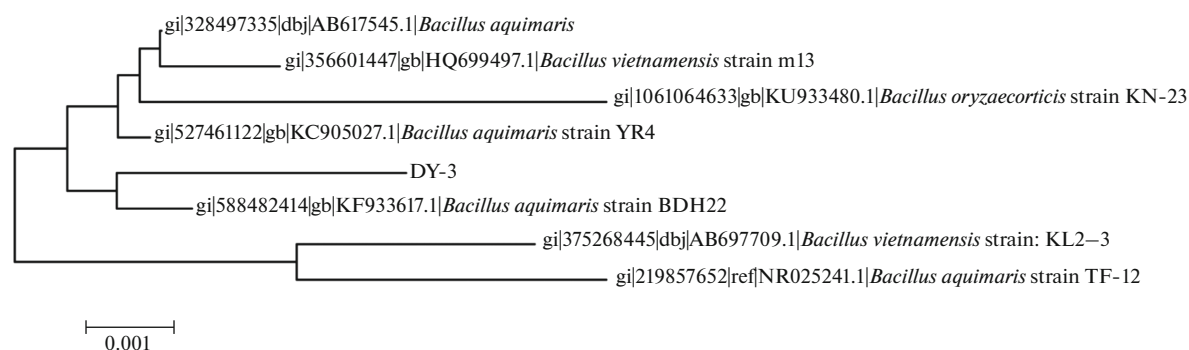 gi|328497335|dbj|AB617545.1|Bacillus aquimaris
gi|356601447|gb|HQ699497.1|Bacillus vietnamensis strain m13
gi|1061064633|gb|KU933480.1|Bacillus oryzaecorticis strain KN-23
gi|527461122|gb|KC905027.1|Bacillus aquimaris strain YR4
DY-3
gi|588482414|gb|KF933617.1|Bacillus aquimaris strain BDH22
gi|375268445|dbj|AB697709.1|Bacillus vietnamensis strain: KL2−3
gi|219857652|ref|NR025241.1|Bacillus aquimaris strain TF-12
0.001